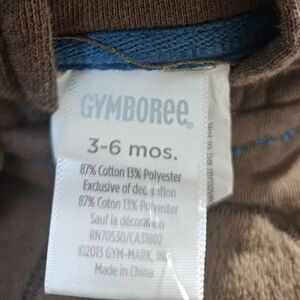 GYMBOREE®
3-6 mos.
87% Cotton 13% Polyester
Exclusive of decoration
87% Coton 13% Polyester
Sauf la décoration
RN70530/CA31602
©2013 GYM-MARK, INC
Made in China